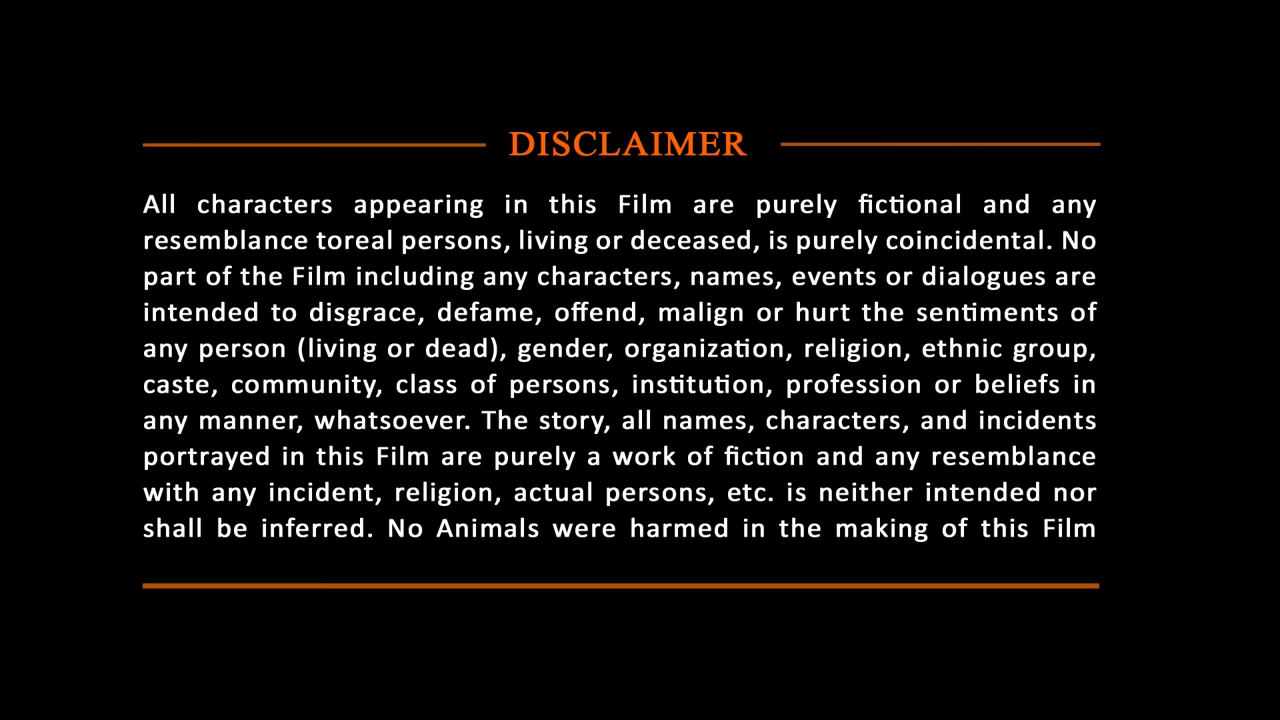 DISCLAIMER
All characters appearing in this Film are purely fictional and any
resemblance toreal persons, living or deceased, is purely coincidental. No
part of the Film including any characters, names, events or dialogues are
intended to disgrace, defame, offend, malign or hurt the sentiments of
any person (living or dead), gender, organization, religion, ethnic group,
caste, community, class of persons, institution, profession or beliefs in
any manner, whatsoever. The story, all names, characters, and incidents
portrayed in this Film are purely a work of fiction and any resemblance
with any incident, religion, actual persons, etc. is neither intended nor
shall be inferred. No Animals were harmed in the making of this Film